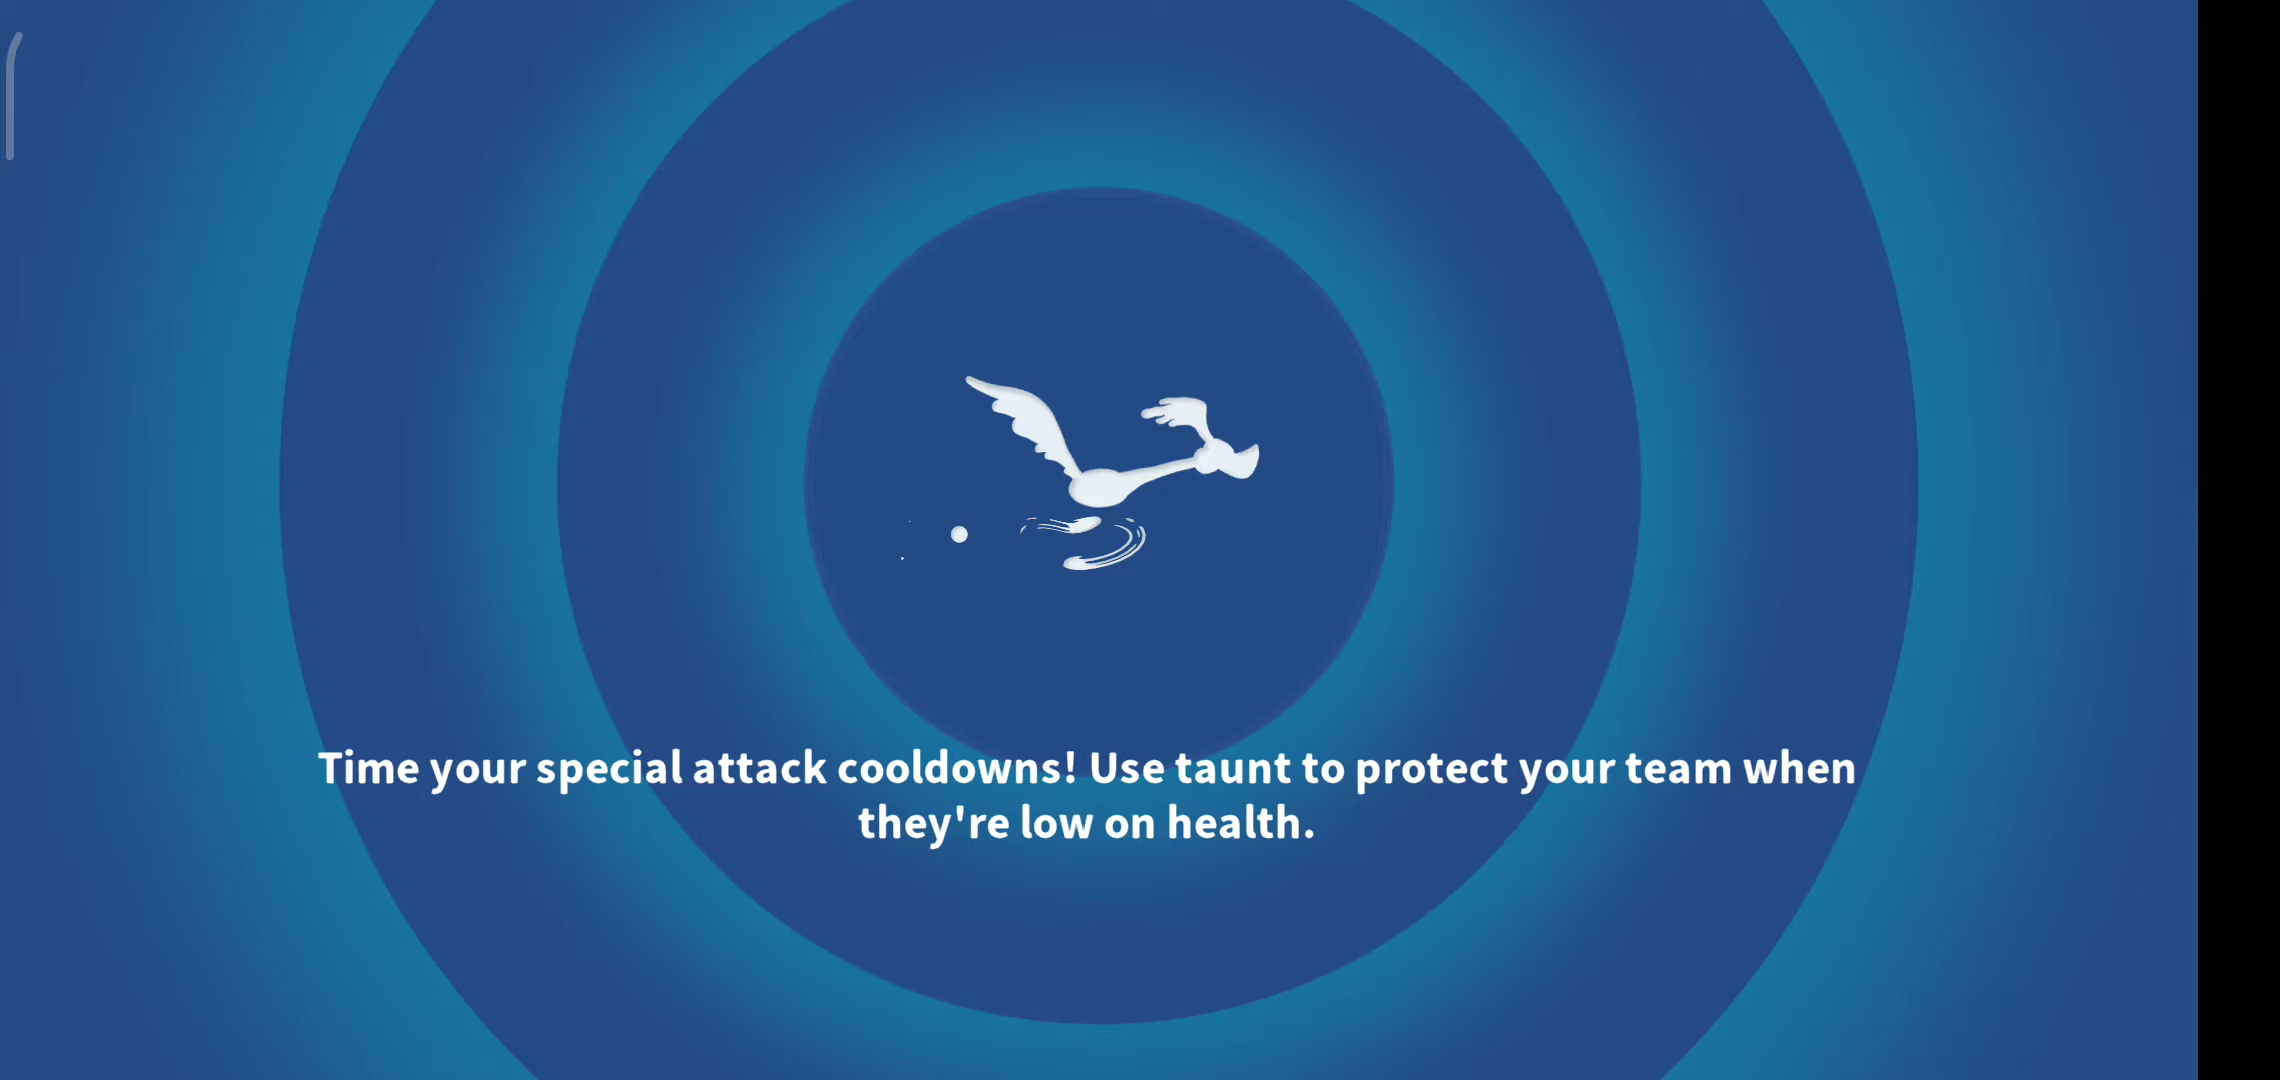 Time your special attack cooldowns! Use taunt to protect your team when
they're low on health.